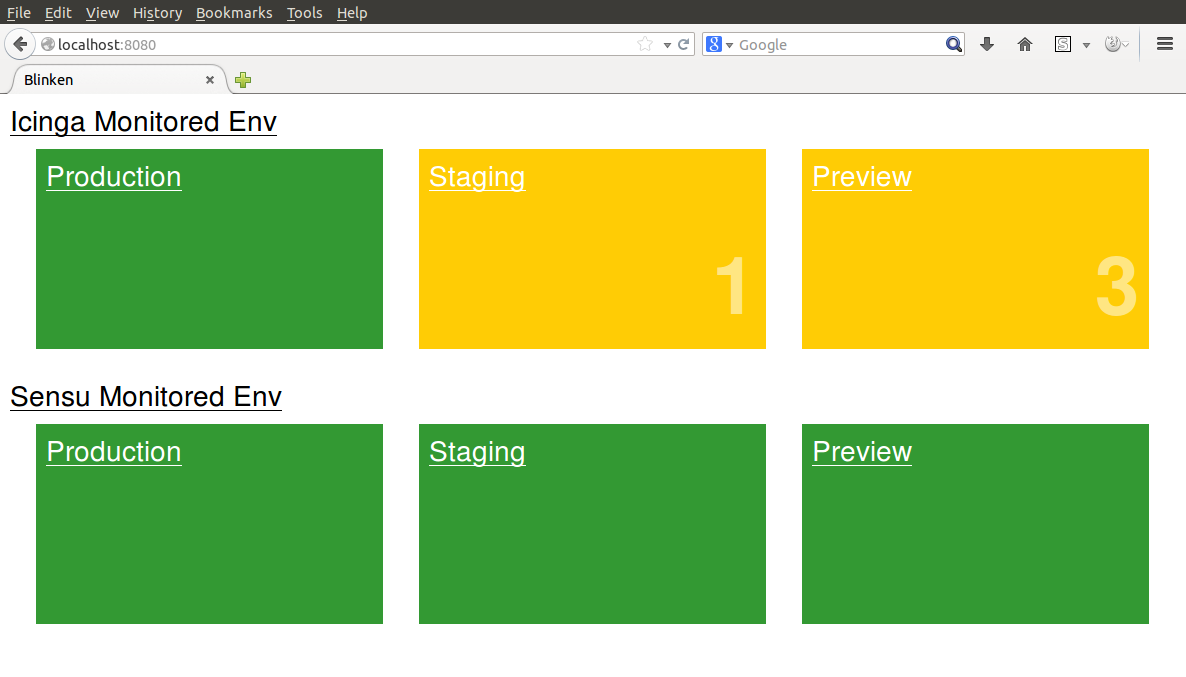 File Edit View History Bookmarks Tools Help
localhost:8080
8 Google
S
Blinken
Icinga Monitored Env
Production Staging Preview
1 3
Sensu Monitored Env
Production Staging Preview